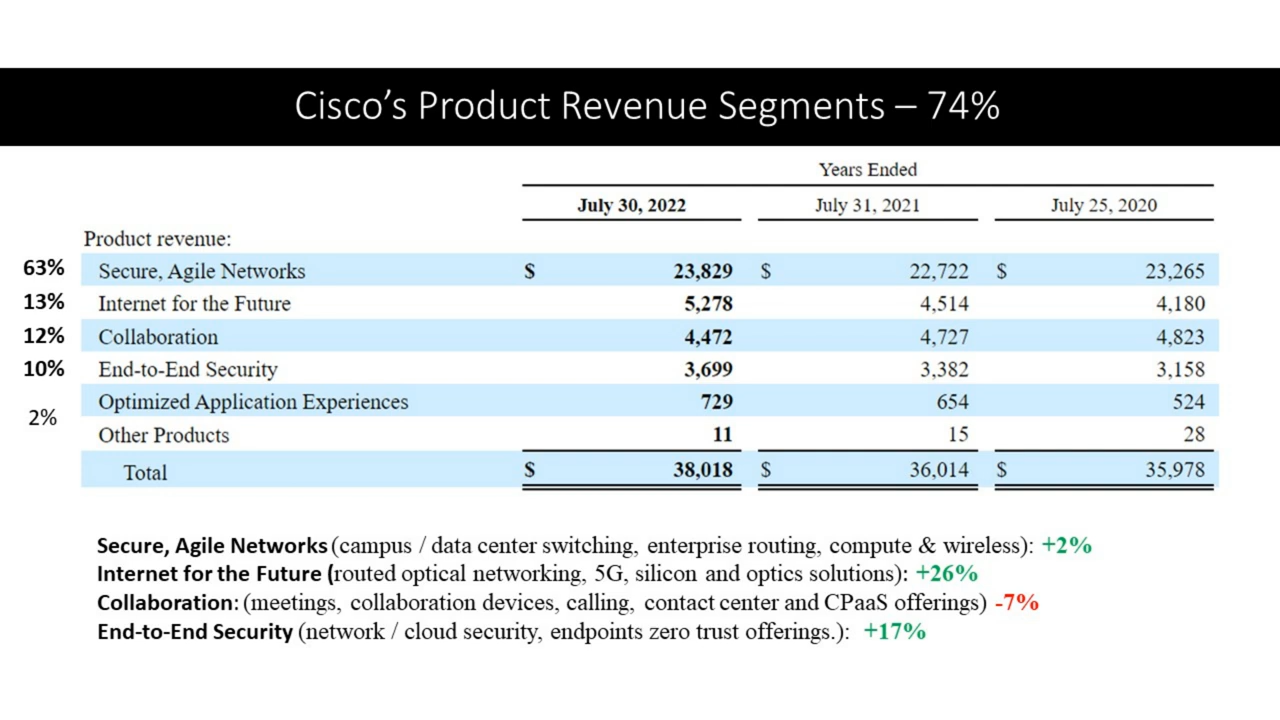 Cisco’s Product Revenue Segments – 74%
Years Ended
July 30, 2022 July 31, 2021 July 25, 2020
Product revenue:
63% Secure, Agile Networks $ 23,829 $ 22,722 $ 23,265
13% Internet for the Future 5,278 4,514 4,180
12% Collaboration 4,472 4,727 4,823
10% End-to-End Security 3,699 3,382 3,158
Optimized Application Experiences 729 654 524
2%
Other Products 11 15 28
Total $ 38,018 $ 36,014 $ 35,978
Secure, Agile Networks (campus / data center switching, enterprise routing, compute & wireless): +2%
Internet for the Future (routed optical networking, 5G, silicon and optics solutions): +26%
Collaboration: (meetings, collaboration devices, calling, contact center and CPaaS offerings) -7%
End-to-End Security (network / cloud security, endpoints zero trust offerings.): +17%